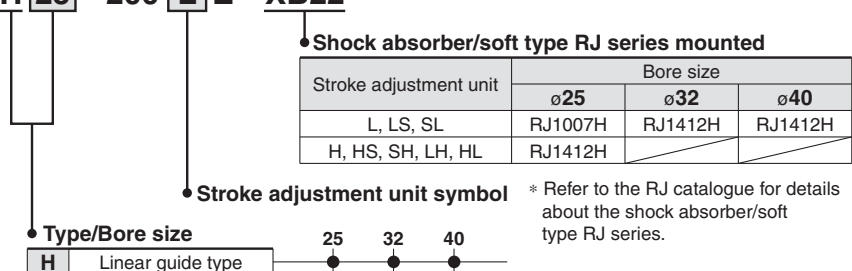 Shock absorber/soft type RJ series mounted
Stroke adjustment unit
Bore size
ø25 ø32 ø40
L, LS, SL RJ1007H RJ1412H RJ1412H
H, HS, SH, LH, HL RJ1412H
Stroke adjustment unit symbol
* Refer to the RJ catalogue for details
about the shock absorber/soft
type RJ series.
Type/Bore size
25 32 40
H Linear guide type